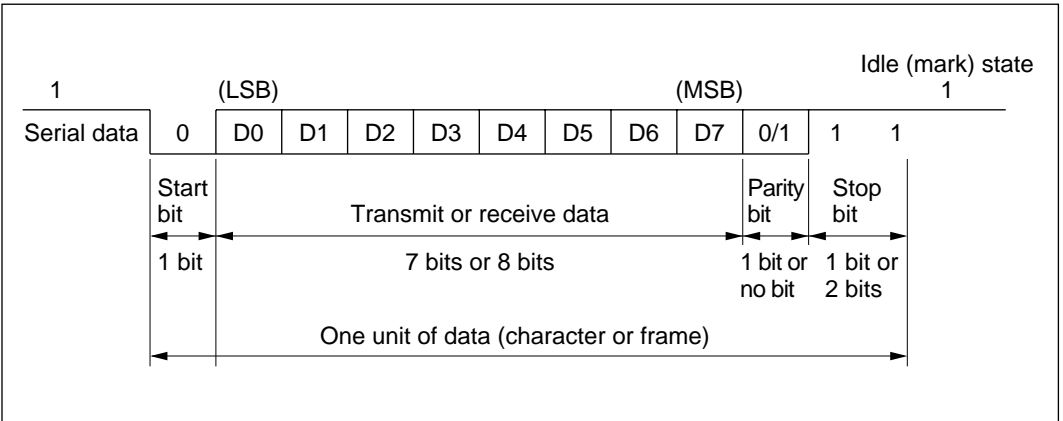 Idle (mark) state
1 (LSB) (MSB) 1
Serial data 0 D0 D1 D2 D3 D4 D5 D6 D7 0/1 1 1
Start Parity Stop
bit Transmit or receive data bit bit
1 bit 7 bits or 8 bits 1 bit or 1 bit or
no bit 2 bits
One unit of data (character or frame)